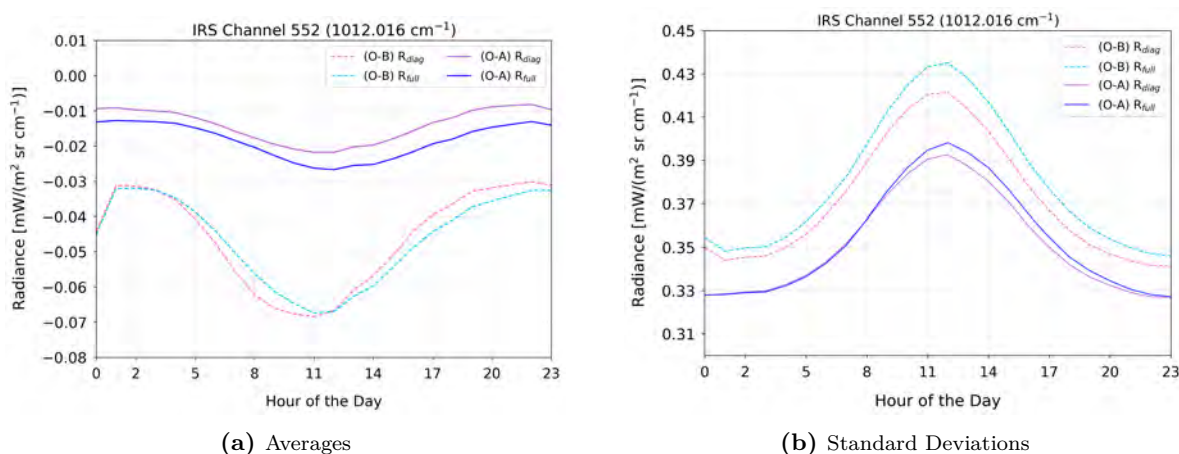 IRS Channel 552 (1012.016 cm⁻¹)
0.01
0.00
−0.01
−0.02
−0.03
−0.04
−0.05
−0.06
−0.07
−0.08
Radiance [mW/(m² sr cm⁻¹)]
(O-B) R_diag
(O-B) R_full
(O-A) R_diag
(O-A) R_full
0 2 5 8 11 14 17 20 23
Hour of the Day
(a) Averages
IRS Channel 552 (1012.016 cm⁻¹)
0.45
0.43
0.41
0.39
0.37
0.35
0.33
0.31
Radiance [mW/(m² sr cm⁻¹)]
(O-B) R_diag
(O-B) R_full
(O-A) R_diag
(O-A) R_full
0 2 5 8 11 14 17 20 23
Hour of the Day
(b) Standard Deviations